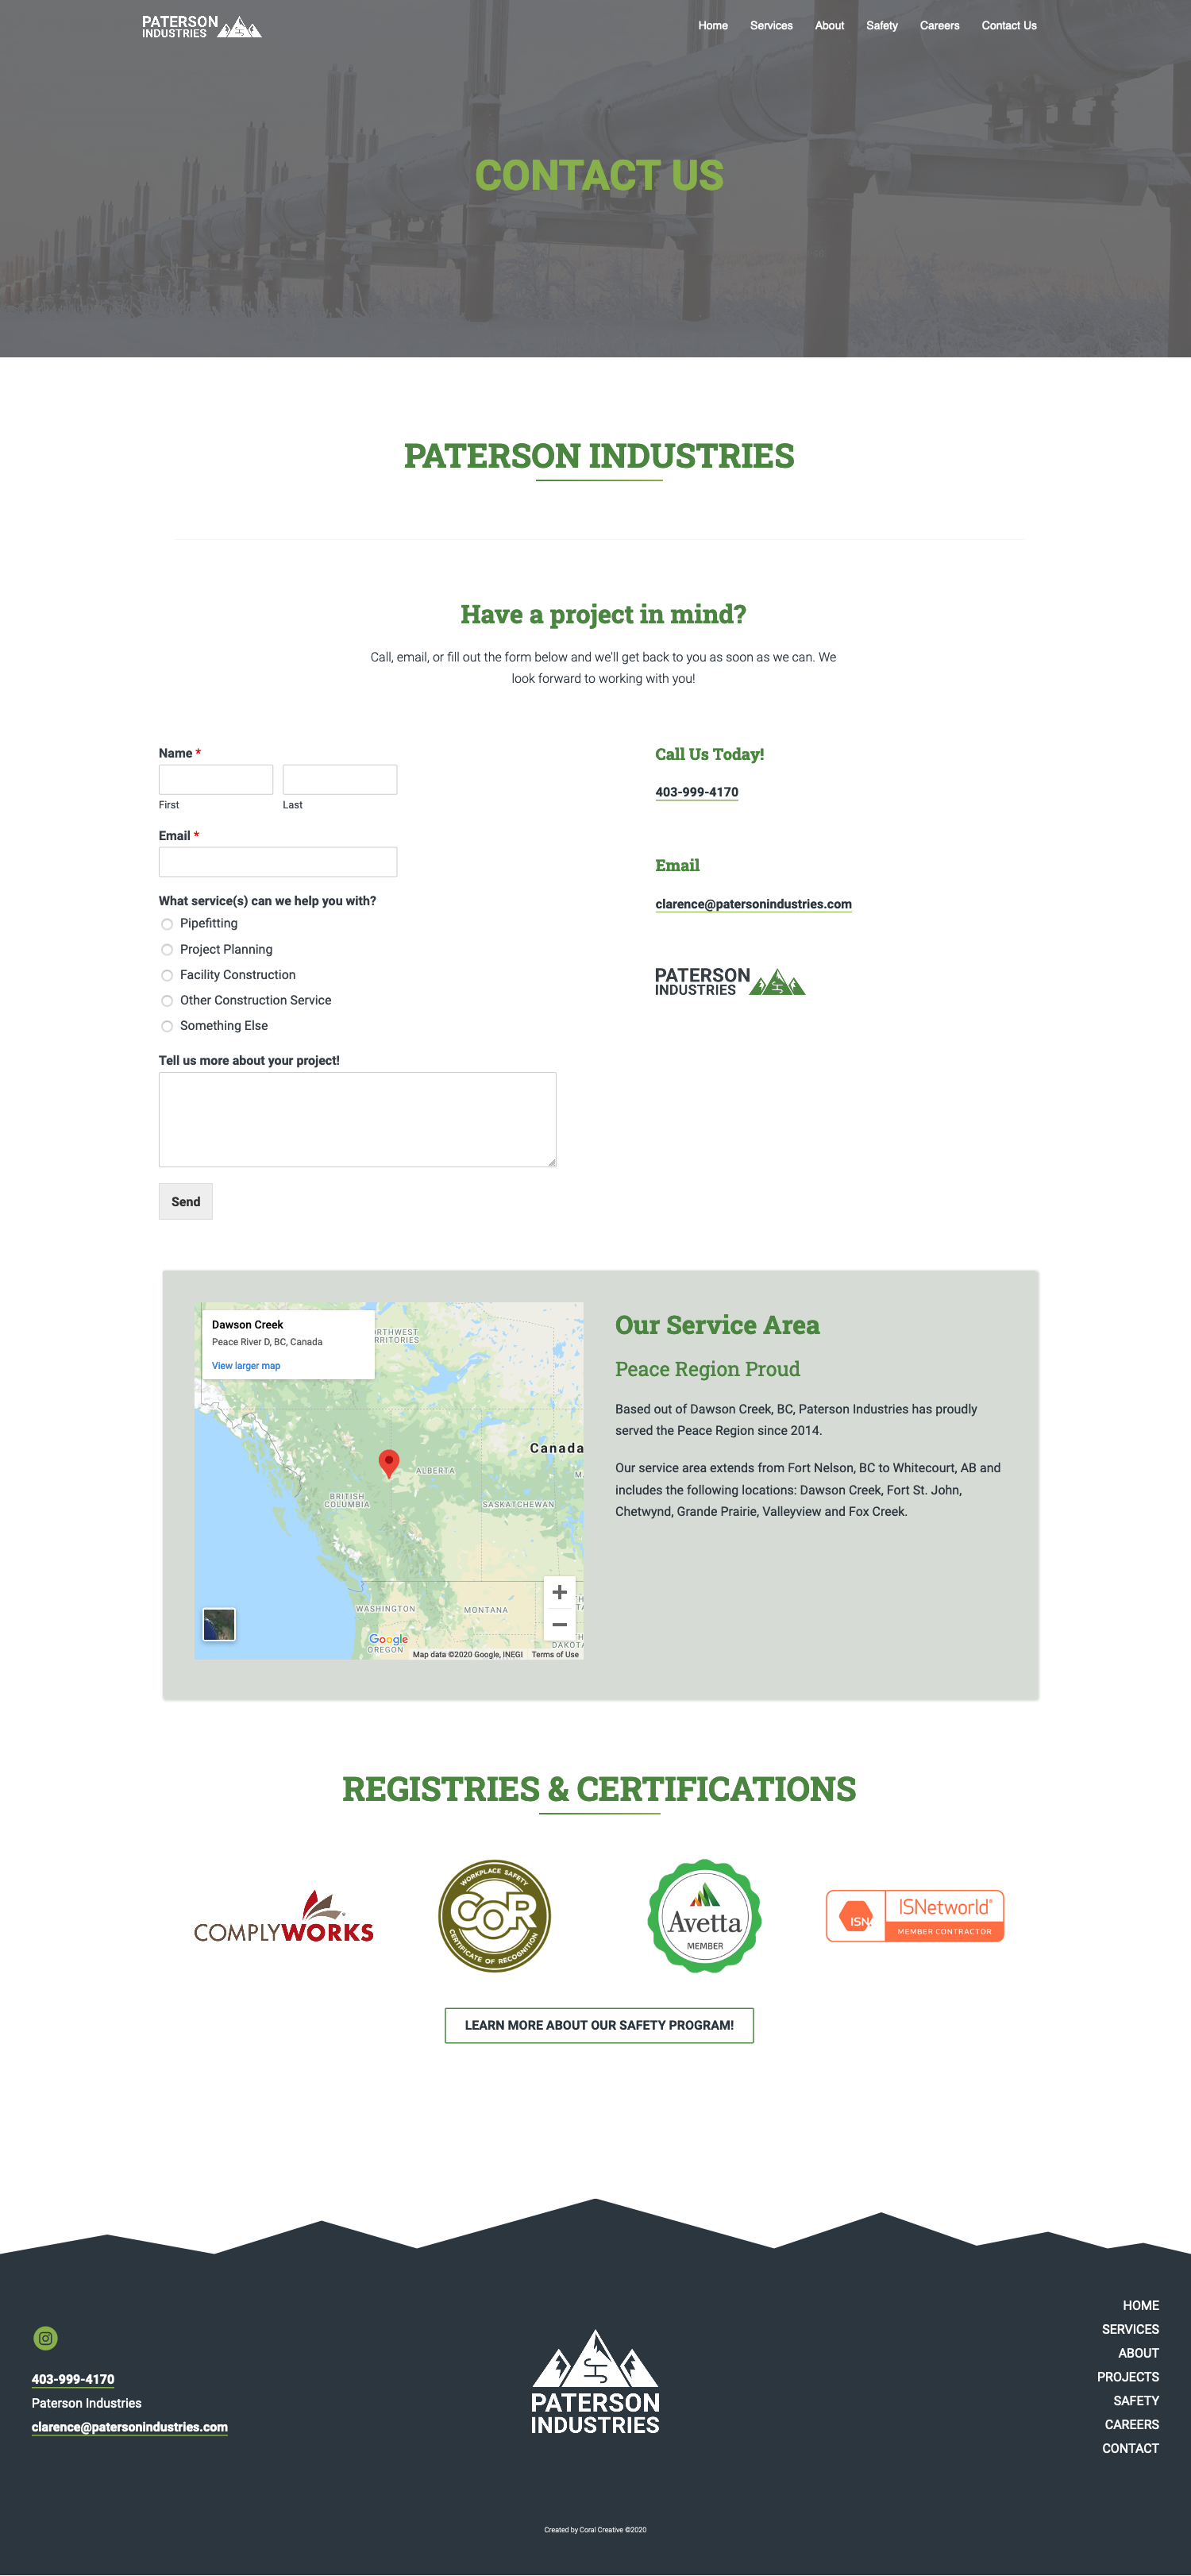 PATERSON
INDUSTRIES
Home Services About Safety Careers Contact Us
CONTACT US
PATERSON INDUSTRIES
Have a project in mind?
Call, email, or fill out the form below and we'll get back to you as soon as we can. We
look forward to working with you!
Name *
First Last
Email *
What service(s) can we help you with?
Pipefitting
Project Planning
Facility Construction
Other Construction Service
Something Else
Tell us more about your project!
Send
Call Us Today!
403-999-4170
Email
clarence@patersonindustries.com
PATERSON
INDUSTRIES
Dawson Creek
Peace River D, BC, Canada
View larger map
ORTHWEST
RRITORIES
Canada
ALBERTA
BRITISH
COLUMBIA
SASKATCHEWAN
WASHINGTON
MONTANA
OREGON
DAKOTA
Google
Map data ©2020 Google, INEGI Terms of Use
Our Service Area
Peace Region Proud
Based out of Dawson Creek, BC, Paterson Industries has proudly
served the Peace Region since 2014.
Our service area extends from Fort Nelson, BC to Whitecourt, AB and
includes the following locations: Dawson Creek, Fort St. John,
Chetwynd, Grande Prairie, Valleyview and Fox Creek.
REGISTRIES & CERTIFICATIONS
COMPLYWORKS
WORKPLACE SAFETY
COR
CERTIFICATE OF RECOGNITION
Avetta
MEMBER
ISN
ISNetworld®
MEMBER CONTRACTOR
LEARN MORE ABOUT OUR SAFETY PROGRAM!
403-999-4170
Paterson Industries
clarence@patersonindustries.com
PATERSON
INDUSTRIES
HOME
SERVICES
ABOUT
PROJECTS
SAFETY
CAREERS
CONTACT
Created by Coral Creative ©2020